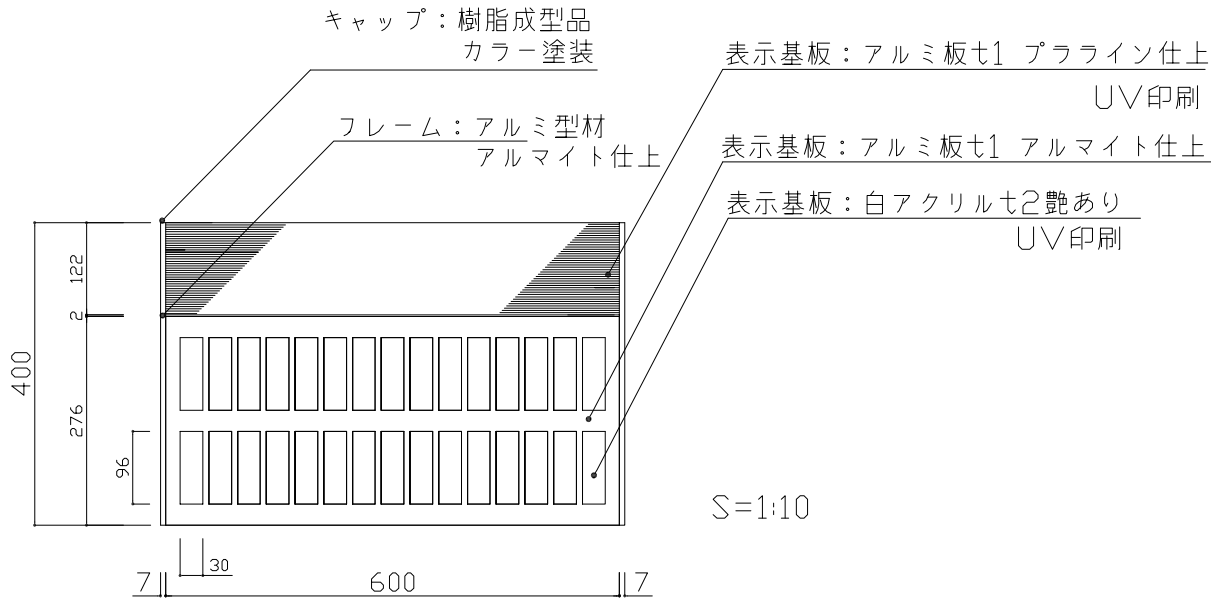 キャップ：樹脂成型品
カラー塗装
表示基板：アルミ板t1 プラライン仕上
UV印刷
フレーム：アルミ型材
アルマイト仕上
表示基板：アルミ板t1 アルマイト仕上
表示基板：白アクリルt2艶あり
UV印刷
122
2
400
276
96
S=1:10
30
7
600
7